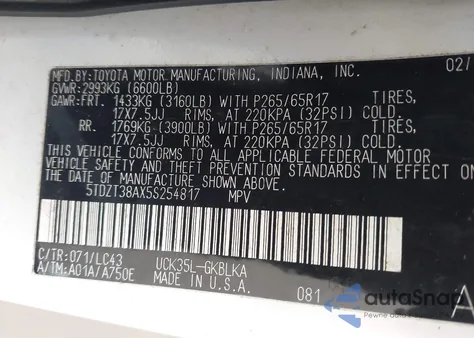 MFD.BY:TOYOTA MOTOR MANUFACTURING, INDIANA, INC. 02/
GVWR:2993KG (6600LB)
GAWR:FRT. 1433KG (3160LB) WITH P265/65R17 TIRES,
17X7.5JJ RIMS, AT 220KPA (32PSI) COLD.
RR. 1769KG (3900LB) WITH P265/65R17 TIRES,
17X7.5JJ RIMS, AT 220KPA (32PSI) COLD.
THIS VEHICLE CONFORMS TO ALL APPLICABLE FEDERAL MOTOR
VEHICLE SAFETY AND THEFT PREVENTION STANDARDS IN EFFECT
THE DATE OF MANUFACTURE SHOWN ABOVE.
5TDZT38AX5S254817 MPV
C/TR:071/LC43 UCK35L-GKBLKA
A/TM:A01A/A750E MADE IN U.S.A. 081 A
autoSnap